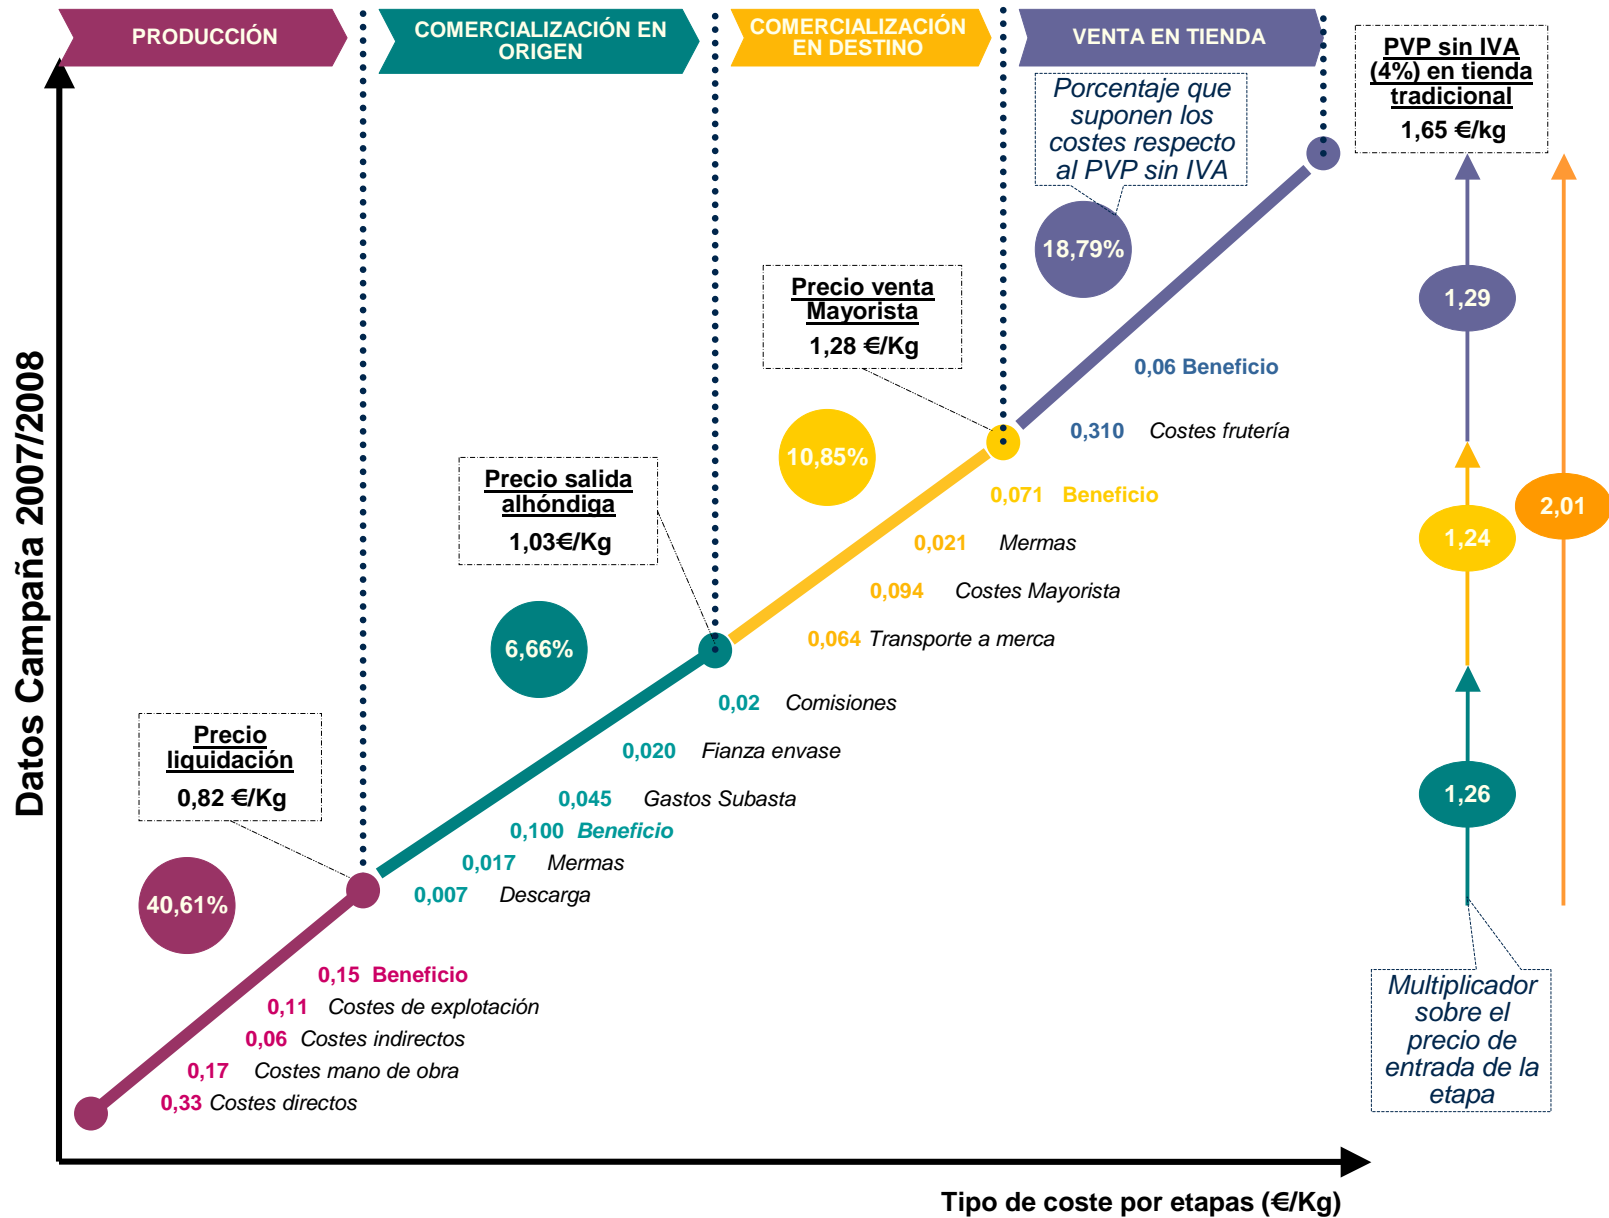 PRODUCCIÓN
COMERCIALIZACIÓN EN
ORIGEN
COMERCIALIZACIÓN
EN DESTINO
VENTA EN TIENDA
PVP sin IVA
(4%) en tienda
tradicional
1,65 €/kg
Porcentaje que
suponen los
costes respecto
al PVP sin IVA
18,79%
1,29
Precio venta
Mayorista
1,28 €/Kg
0,06 Beneficio
0,310 Costes frutería
10,85%
Precio salida
alhóndiga
1,03€/Kg
0,071 Beneficio
0,021 Mermas
0,094 Costes Mayorista
0,064 Transporte a merca
1,24
2,01
6,66%
0,02 Comisiones
0,020 Fianza envase
0,045 Gastos Subasta
0,100 Beneficio
0,017 Mermas
0,007 Descarga
1,26
Precio
liquidación
0,82 €/Kg
40,61%
0,15 Beneficio
0,11 Costes de explotación
0,06 Costes indirectos
0,17 Costes mano de obra
0,33 Costes directos
Multiplicador
sobre el
precio de
entrada de la
etapa
Datos Campaña 2007/2008
Tipo de coste por etapas (€/Kg)